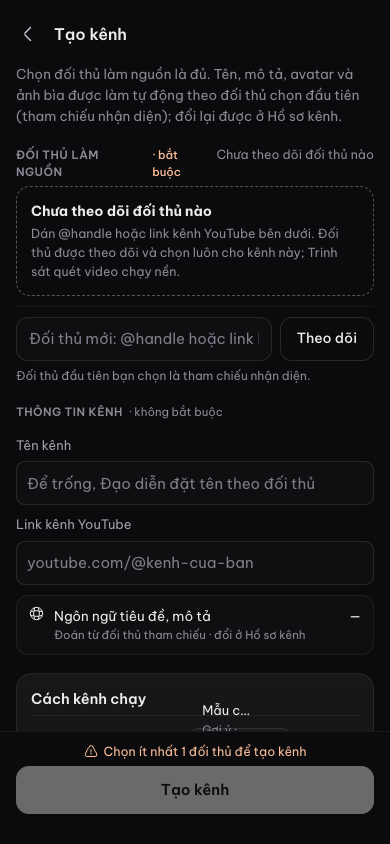 Tạo kênh
Chọn đối thủ làm nguồn là đủ. Tên, mô tả, avatar và
ảnh bìa được làm tự động theo đối thủ chọn đầu tiên
(tham chiếu nhận diện); đổi lại được ở Hồ sơ kênh.
ĐỐI THỦ LÀM NGUỒN · bắt buộc Chưa theo dõi đối thủ nào
Chưa theo dõi đối thủ nào
Dán @handle hoặc link kênh YouTube bên dưới. Đối
thủ được theo dõi và chọn luôn cho kênh này; Trinh
sát quét video chạy nền.
Đối thủ mới: @handle hoặc link Theo dõi
Đối thủ đầu tiên bạn chọn là tham chiếu nhận diện.
THÔNG TIN KÊNH · không bắt buộc
Tên kênh
Để trống, Đạo diễn đặt tên theo đối thủ
Link kênh YouTube
youtube.com/@kenh-cua-ban
Ngôn ngữ tiêu đề, mô tả –
Đoán từ đối thủ tham chiếu · đổi ở Hồ sơ kênh
Cách kênh chạy
Mẫu c...
Gợi ý ·
Chọn ít nhất 1 đối thủ để tạo kênh
Tạo kênh